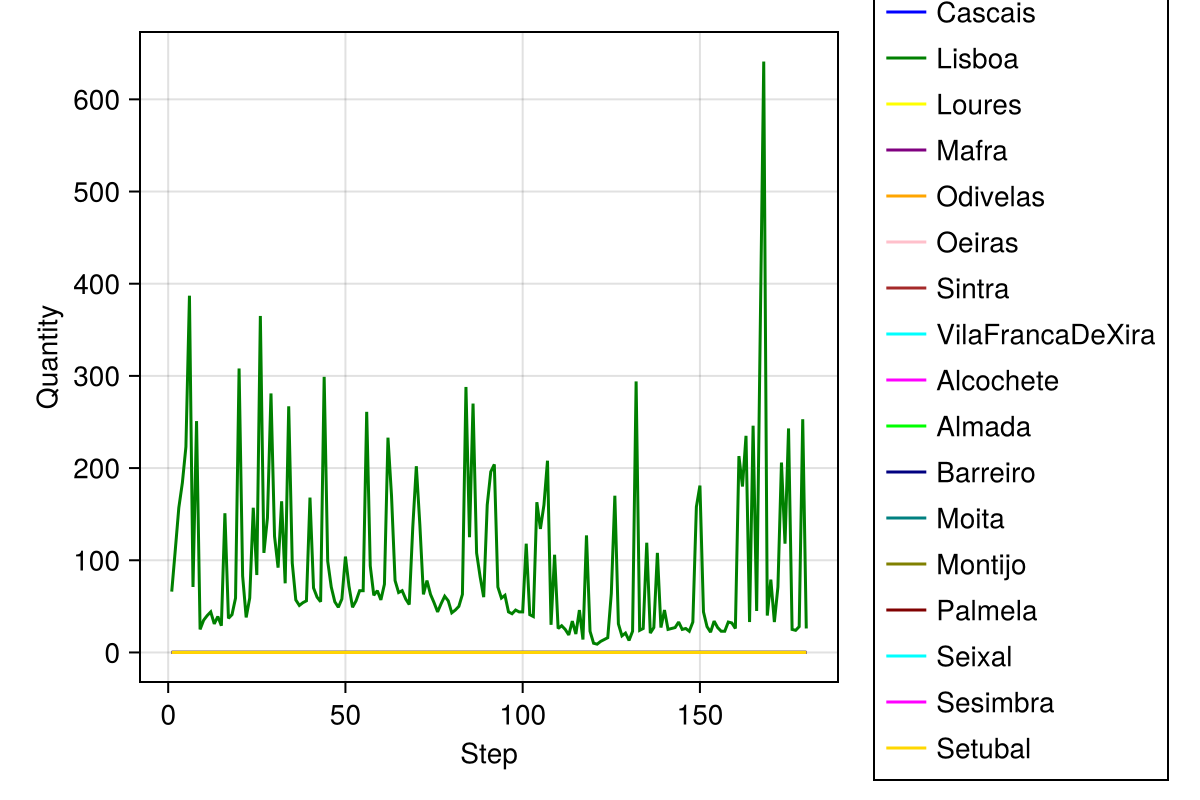 Cascais
Lisboa
Loures
Mafra
Odivelas
Oeiras
Sintra
VilaFrancaDeXira
Alcochete
Almada
Barreiro
Moita
Montijo
Palmela
Seixal
Sesimbra
Setubal
Quantity
600
500
400
300
200
100
0
0 50 100 150
Step